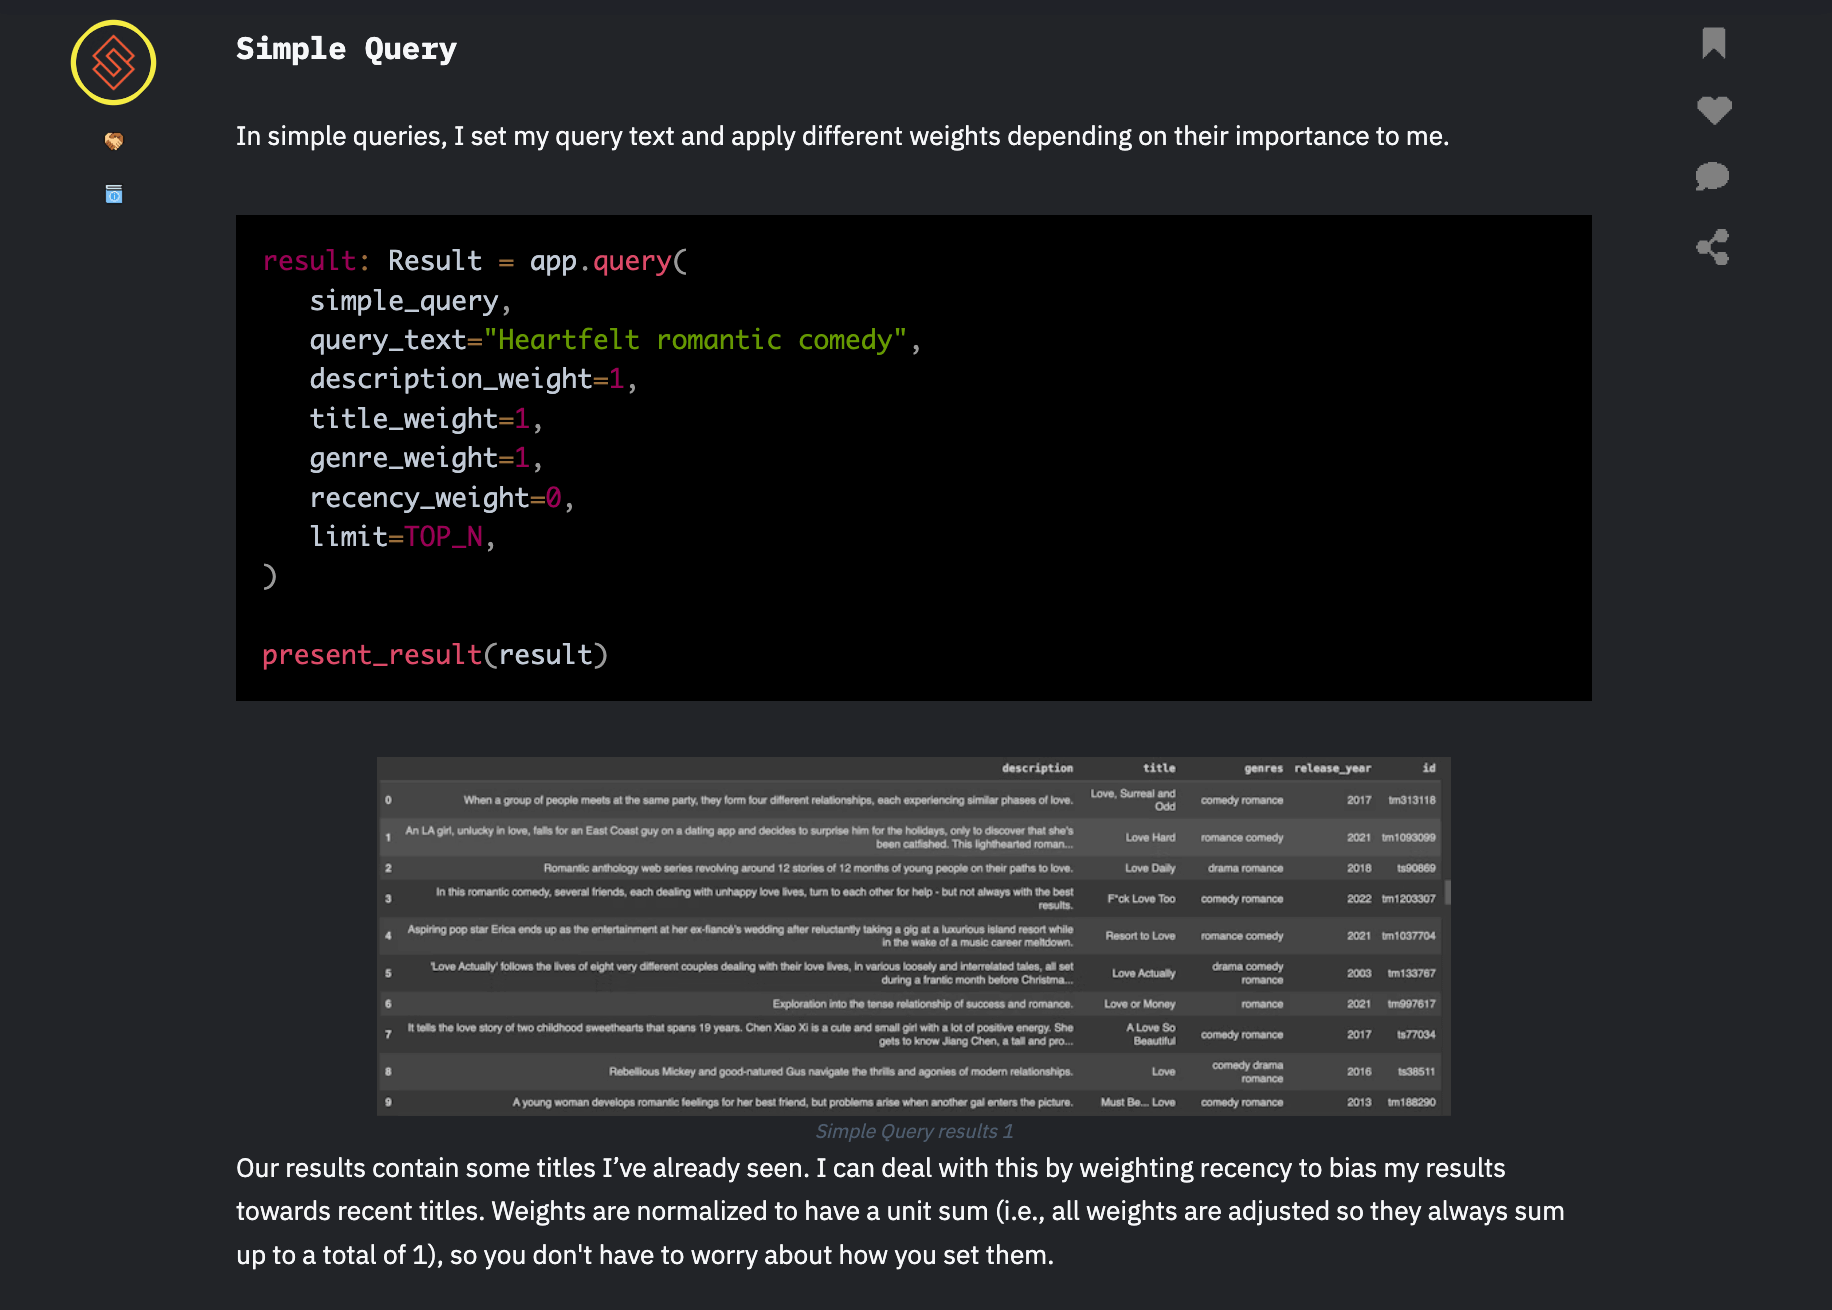 Simple Query
In simple queries, I set my query text and apply different weights depending on their importance to me.
result: Result = app.query(
simple_query,
query_text="Heartfelt romantic comedy",
description_weight=1,
title_weight=1,
genre_weight=1,
recency_weight=0,
limit=TOP_N,
)
present_result(result)
description title genres release_year id
0 When a group of people meets at the same party, they form four different relationships, each experiencing similar phases of love. Love, Surreal and Odd comedy romance 2017 tm313118
1 An LA girl, unlucky in love, falls for an East Coast guy on a dating app and decides to surprise him for the holidays, only to discover that she's
been catfished. This lighthearted roman... Love Hard romance comedy 2021 tm1093099
2 Romantic anthology web series revolving around 12 stories of 12 months of young people on their paths to love. Love Daily drama romance 2018 ts90869
3 In this romantic comedy, several friends, each dealing with unhappy love lives, turn to each other for help - but not always with the best
results. F*ck Love Too comedy romance 2022 tm1203307
4 Aspiring pop star Erica ends up as the entertainment at her ex-fiancé's wedding after reluctantly taking a gig at a luxurious island resort while
in the wake of a music career meltdown. Resort to Love romance comedy 2021 tm1037704
5 'Love Actually' follows the lives of eight very different couples dealing with their love lives, in various loosely and interrelated tales, all set
during a frantic month before Christma... Love Actually drama comedy romance 2003 tm133767
6 Exploration into the tense relationship of success and romance. Love or Money romance 2021 tm997617
7 It tells the love story of two childhood sweethearts that spans 19 years. Chen Xiao Xi is a cute and small girl with a lot of positive energy. She
gets to know Jiang Chen, a tall and pro... A Love So Beautiful comedy romance 2017 ts77034
8 Rebellious Mickey and good-natured Gus navigate the thrills and agonies of modern relationships. Love comedy drama romance 2016 ts38511
9 A young woman develops romantic feelings for her best friend, but problems arise when another gal enters the picture. Must Be... Love comedy romance 2013 tm188290
Simple Query results 1
Our results contain some titles I’ve already seen. I can deal with this by weighting recency to bias my results
towards recent titles. Weights are normalized to have a unit sum (i.e., all weights are adjusted so they always sum
up to a total of 1), so you don't have to worry about how you set them.